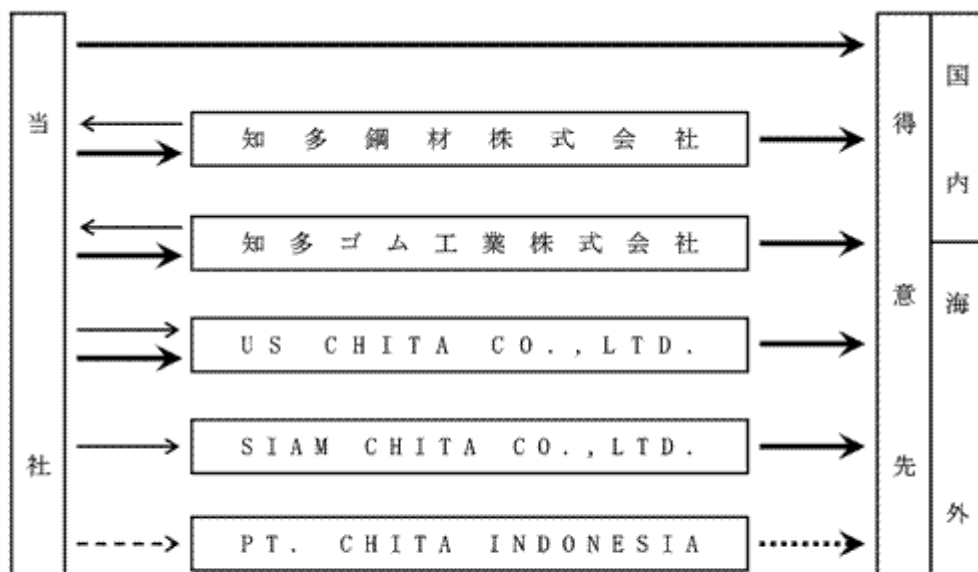 当社
知多鋼材株式会社
知多ゴム工業株式会社
US CHITA CO.,LTD.
SIAM CHITA CO.,LTD.
PT. CHITA INDONESIA
得意先
国内
海外